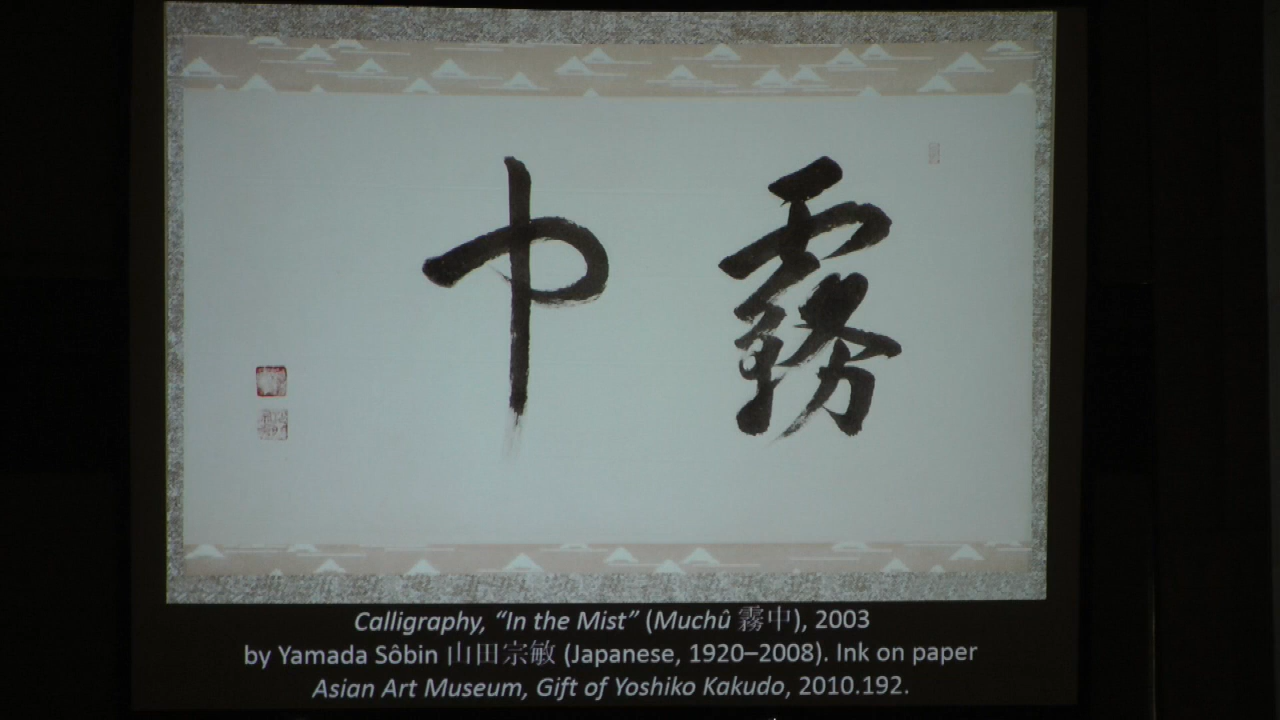 霧中
Calligraphy, “In the Mist” (Muchû 霧中), 2003
by Yamada Sôbin 山田宗敏 (Japanese, 1920–2008). Ink on paper
Asian Art Museum, Gift of Yoshiko Kakudo, 2010.192.